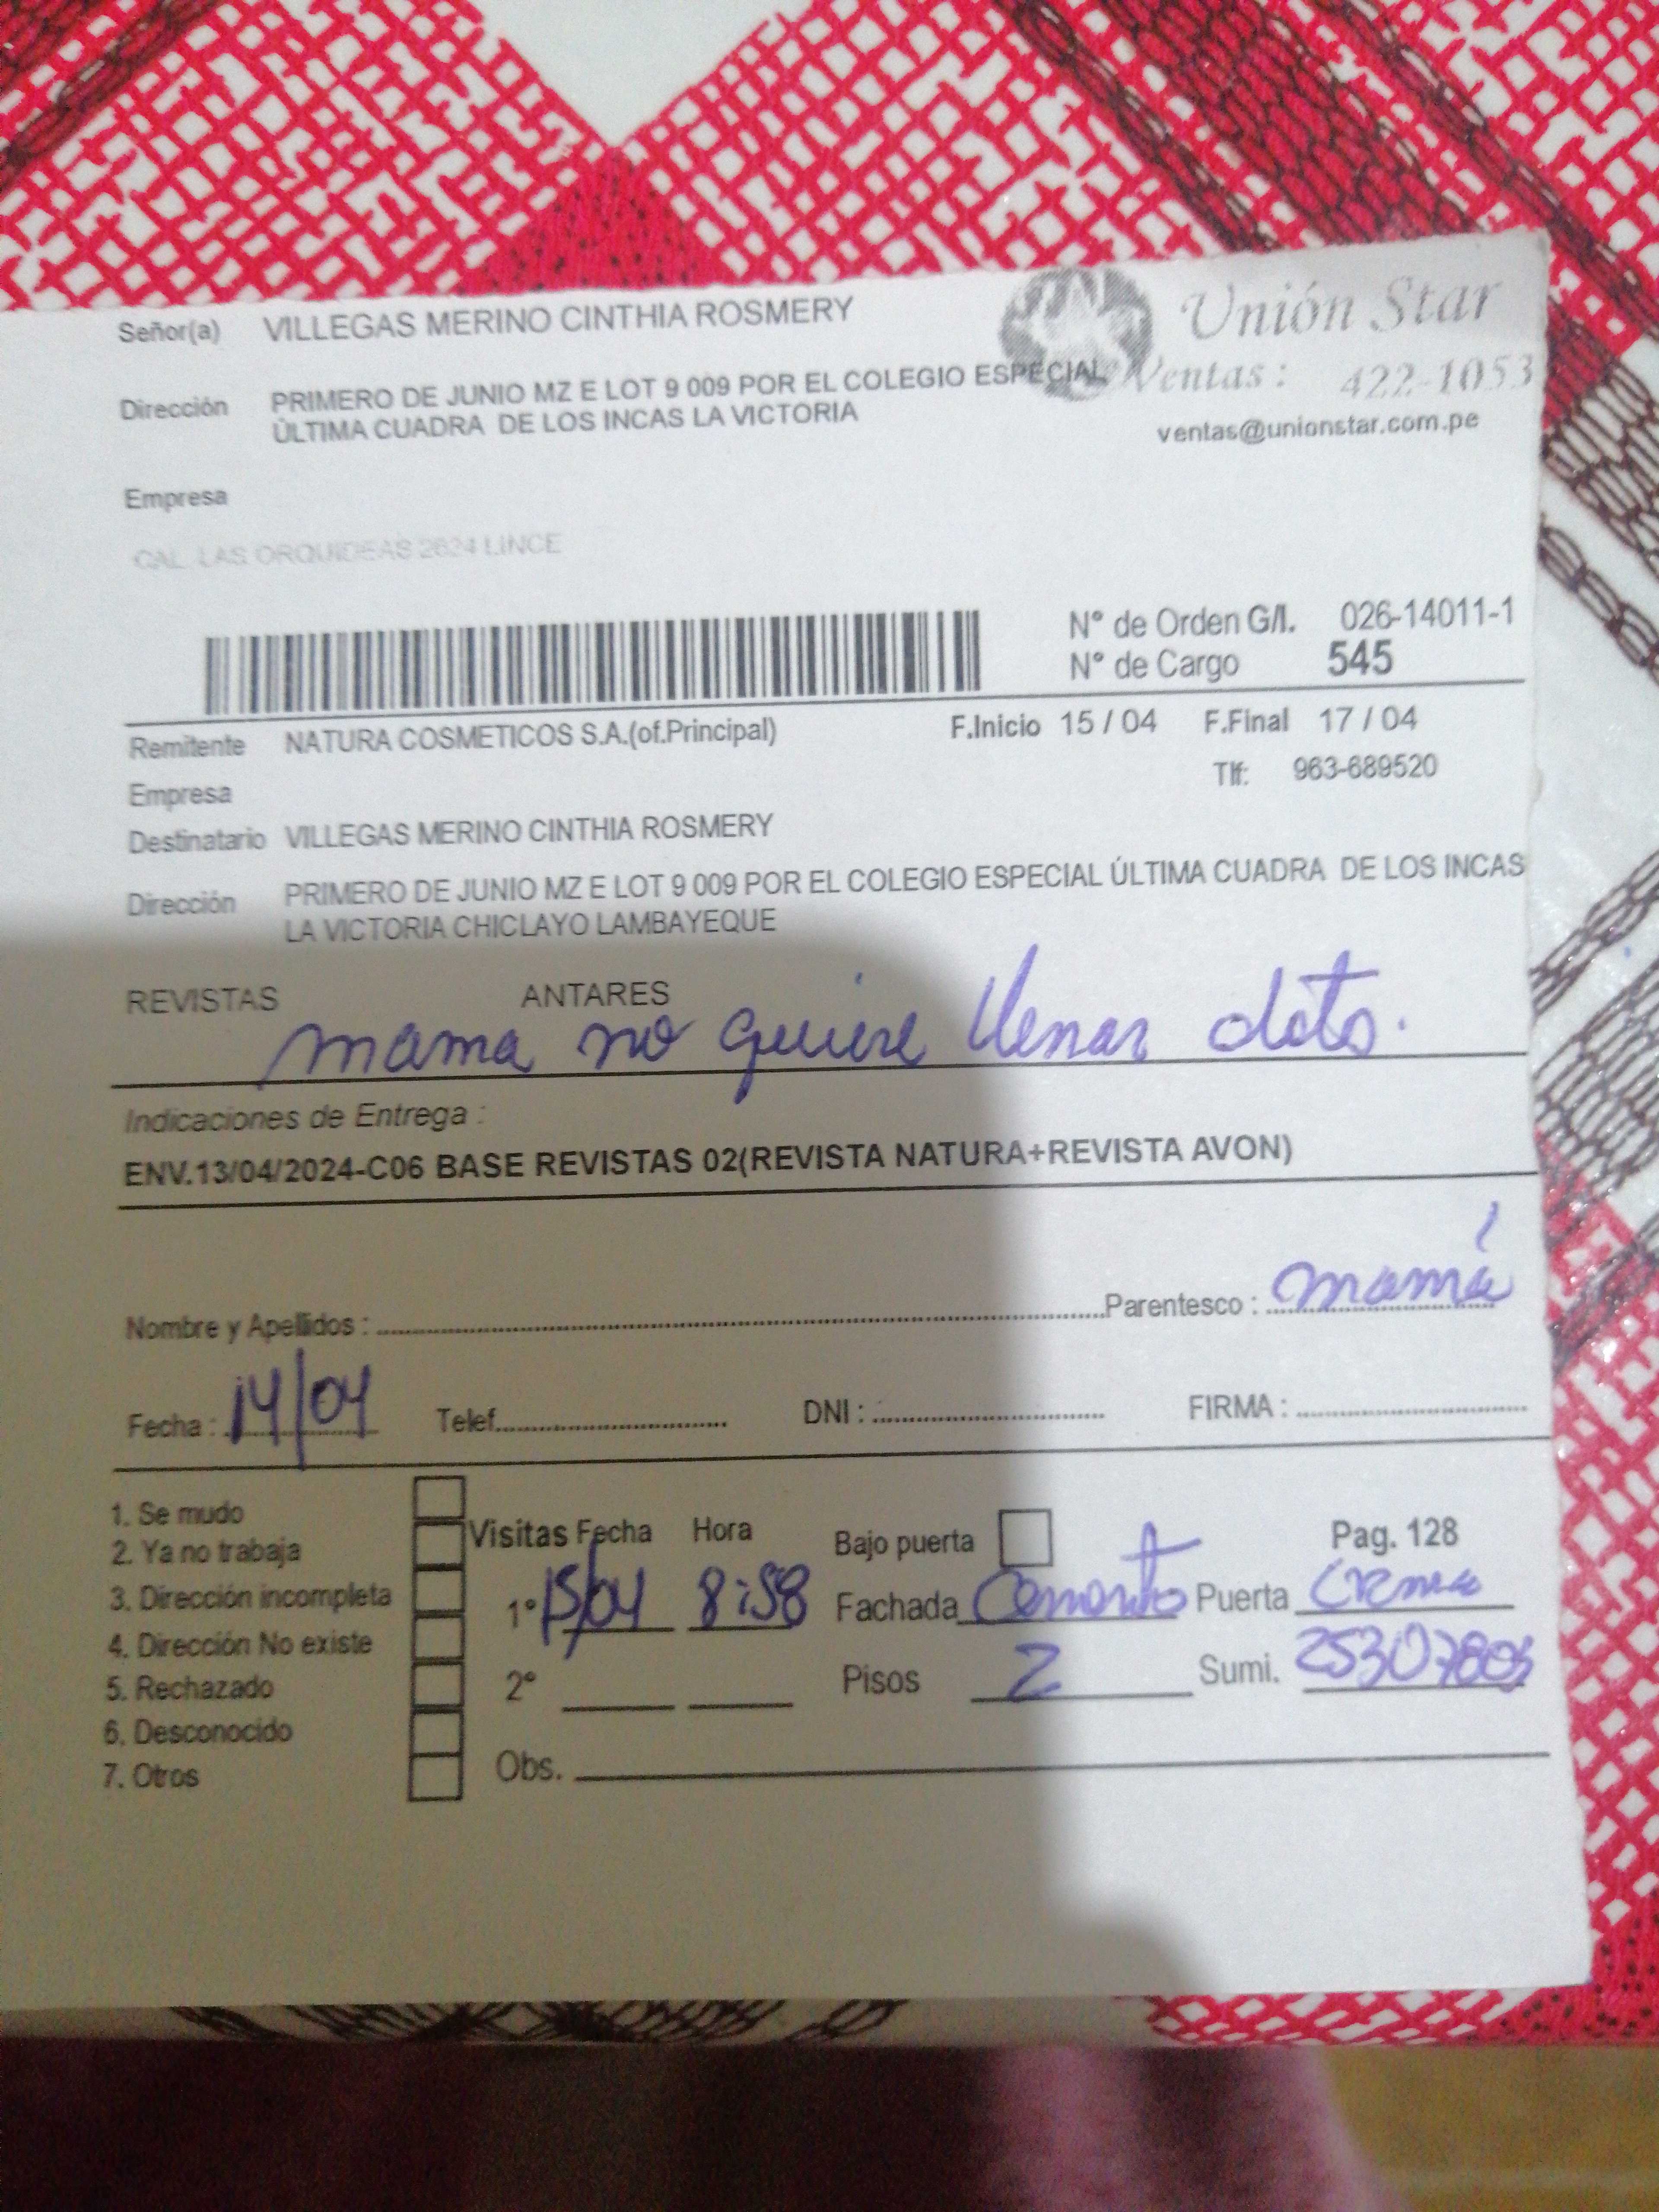 Señor(a) VILLEGAS MERINO CINTHIA ROSMERY
Unión Star
Dirección PRIMERO DE JUNIO MZ E LOT 9 009 POR EL COLEGIO ESPECIAL
ÚLTIMA CUADRA DE LOS INCAS LA VICTORIA
Ventas: 422-1053
ventas@unionstar.com.pe
Empresa
CAL. LAS ORQUIDEAS 2624 LINCE
N° de Orden G/I. 026-14011-1
N° de Cargo 545
Remitente NATURA COSMETICOS S.A.(of.Principal) F.Inicio 15 / 04 F.Final 17 / 04
Empresa Tlf: 963-689520
Destinatario VILLEGAS MERINO CINTHIA ROSMERY
Dirección PRIMERO DE JUNIO MZ E LOT 9 009 POR EL COLEGIO ESPECIAL ÚLTIMA CUADRA DE LOS INCAS
LA VICTORIA CHICLAYO LAMBAYEQUE
REVISTAS ANTARES
mama no quiere llenar dato.
Indicaciones de Entrega :
ENV.13/04/2024-C06 BASE REVISTAS 02(REVISTA NATURA+REVISTA AVON)
Nombre y Apellidos : Parentesco : mamá
Fecha : 14/04 Telef. DNI : FIRMA :
1. Se mudo
2. Ya no trabaja
3. Dirección incompleta
4. Dirección No existe
5. Rechazado
6. Desconocido
7. Otros
Visitas Fecha Hora Bajo puerta Pag. 128
1° 15/04 8:58 Fachada Cemento Puerta Crema
2° Pisos 2 Sumi.
Obs.